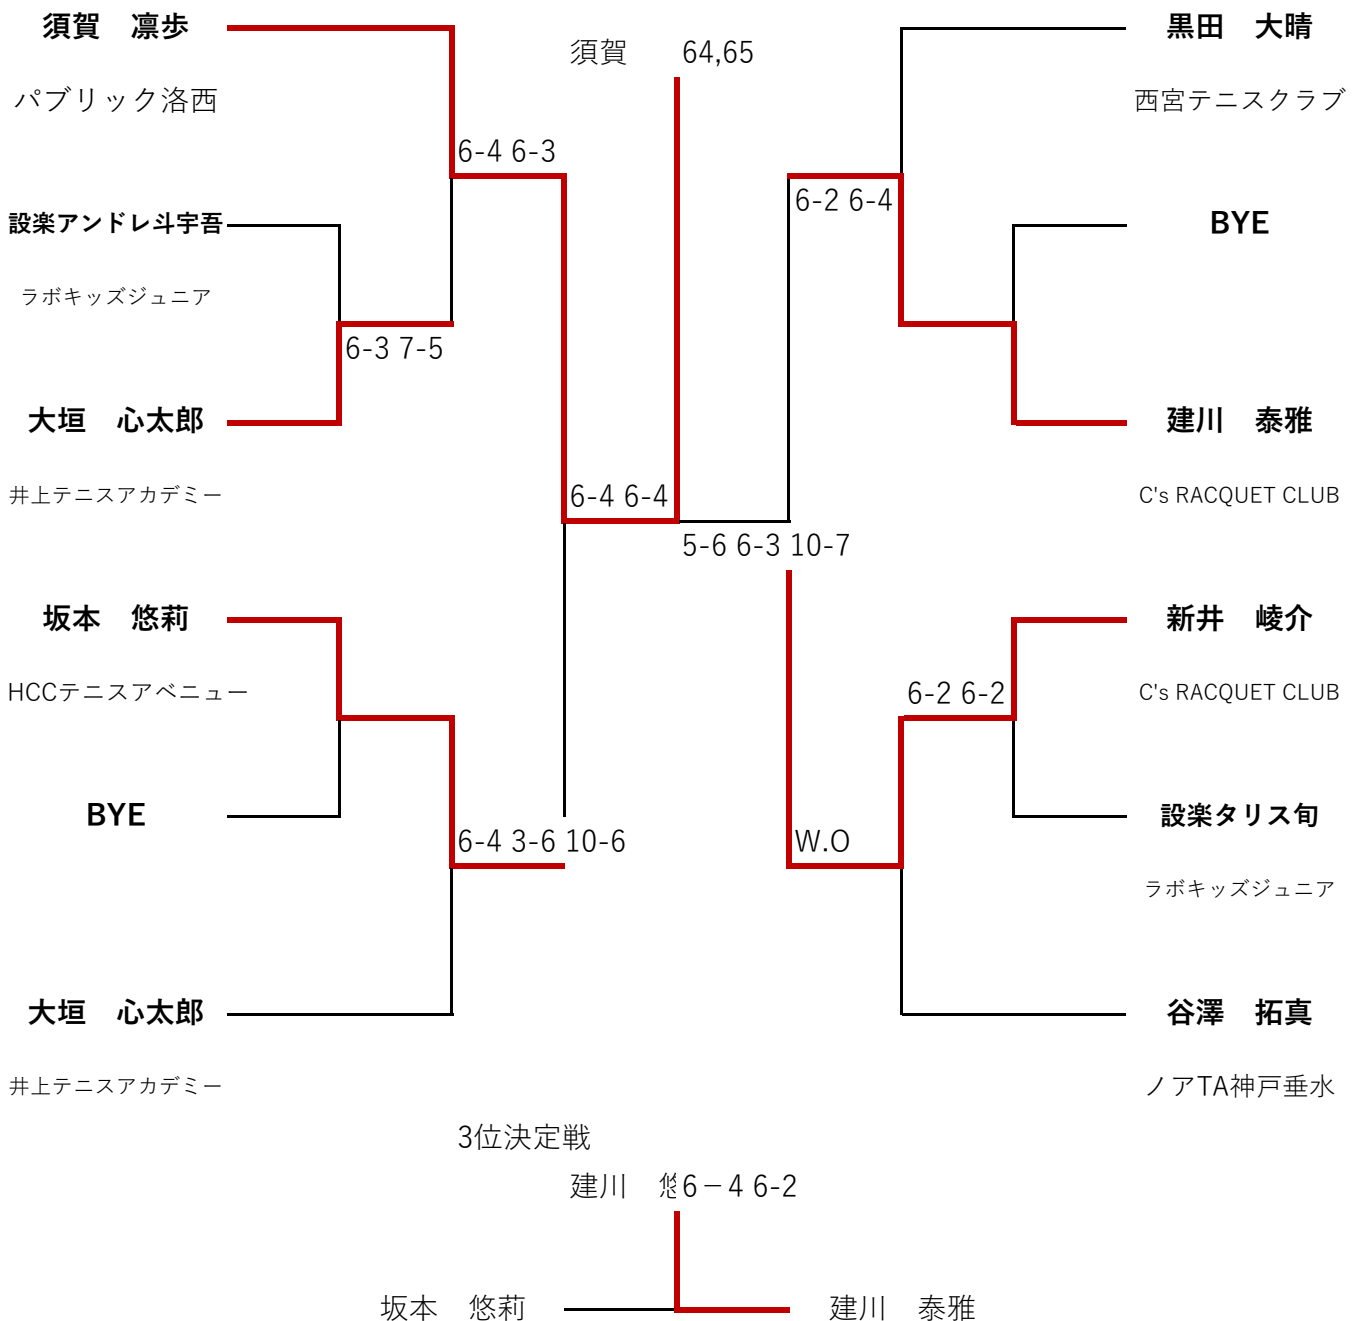 須賀　凛歩
パブリック洛西
設楽アンドレ斗宇吾
ラボキッズジュニア
大垣　心太郎
井上テニスアカデミー
坂本　悠莉
HCCテニスアベニュー
BYE
大垣　心太郎
井上テニスアカデミー
6-4 6-3
6-3 7-5
6-4 3-6 10-6
須賀　64,65
6-4 6-4
5-6 6-3 10-7
6-2 6-4
6-2 6-2
W.O
黒田　大晴
西宮テニスクラブ
BYE
建川　泰雅
C's RACQUET CLUB
新井　崚介
C's RACQUET CLUB
設楽タリス旬
ラボキッズジュニア
谷澤　拓真
ノアTA神戸垂水
3位決定戦
建川　6－4 6-2
坂本　悠莉
建川　泰雅